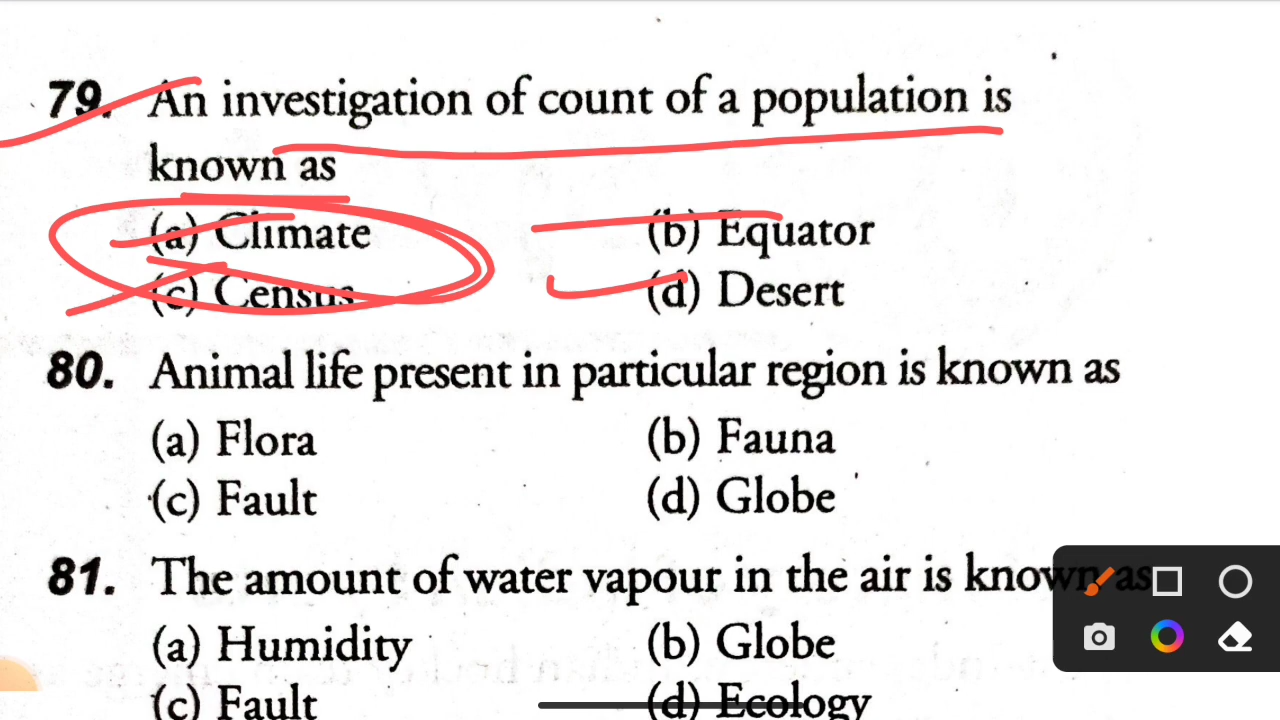 79. An investigation of count of a population is
known as
(a) Climate (b) Equator
(c) Census (d) Desert
80. Animal life present in particular region is known as
(a) Flora (b) Fauna
(c) Fault (d) Globe
81. The amount of water vapour in the air is known as
(a) Humidity (b) Globe
(c) Fault (d) Ecology